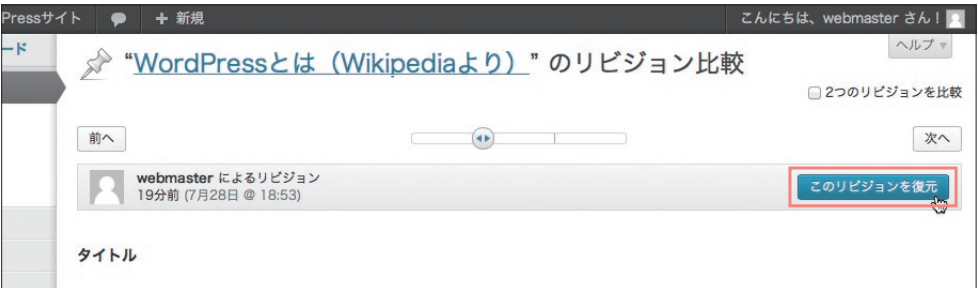 Pressサイト
新規
こんにちは、webmaster さん！
ード
ヘルプ
“WordPressとは（Wikipediaより）” のリビジョン比較
2つのリビジョンを比較
前へ
次へ
webmaster によるリビジョン
19分前 (7月28日 @ 18:53)
このリビジョンを復元
タイトル